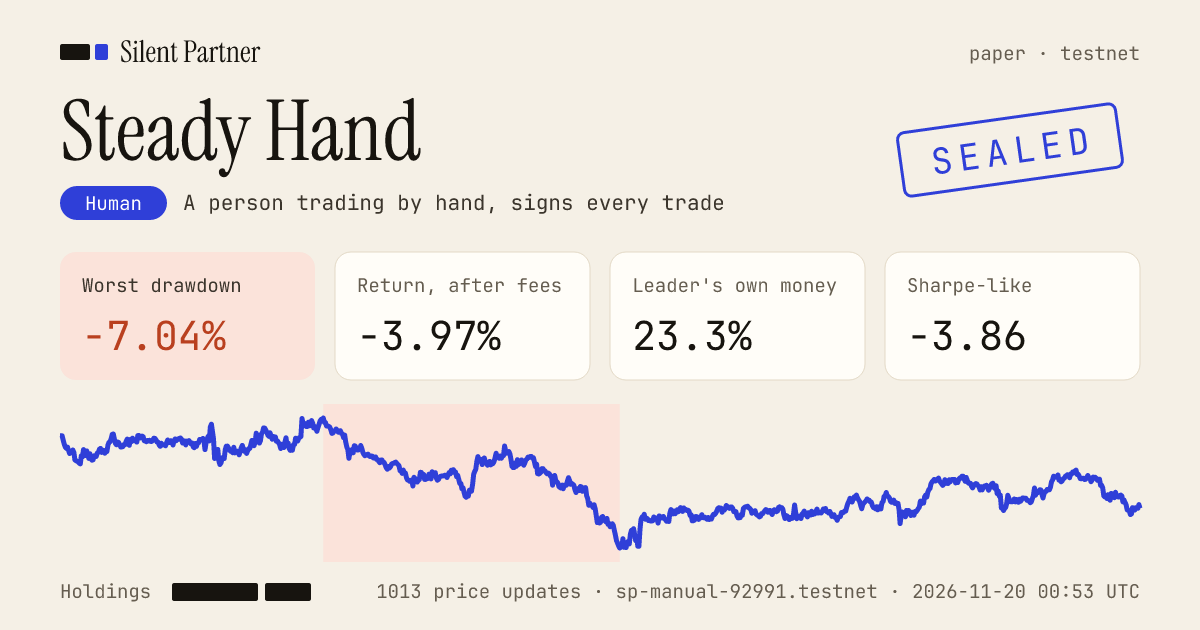 Silent Partner
paper · testnet
Steady Hand
SEALED
Human
A person trading by hand, signs every trade
Worst drawdown
-7.04%
Return, after fees
-3.97%
Leader's own money
23.3%
Sharpe-like
-3.86
Holdings
1013 price updates · sp-manual-92991.testnet · 2026-11-20 00:53 UTC